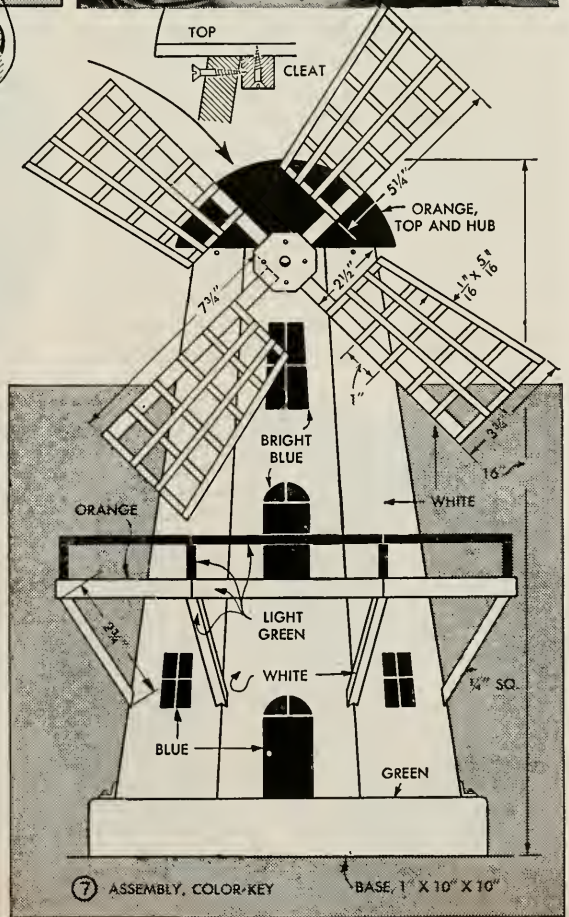 TOP
CLEAT
5¼"
ORANGE,
TOP AND HUB
2½"
1/16" X 5/16"
7¾"
1"
3¾"
16"
BRIGHT
BLUE
WHITE
ORANGE
LIGHT
GREEN
2¾"
WHITE
¼" SQ.
BLUE
GREEN
⑦ ASSEMBLY, COLOR-KEY
BASE, 1" X 10" X 10"